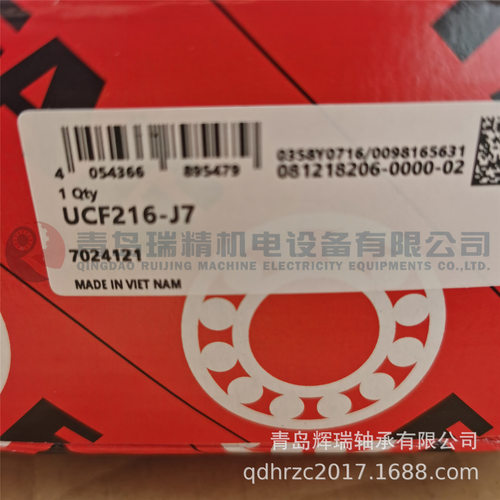 4 054366 895479
0358Y0716/0098165631
081218206-0000-02
1 Qty
UCF216-J7
青岛瑞精机电设备有限公司
QINGDAO RUIJING MACHINE ELECTRICITY EQUIPMENTS CO.,LTD.
7024121
MADE IN VIET NAM
青岛辉瑞轴承有限公司
qdhrzc2017.1688.com